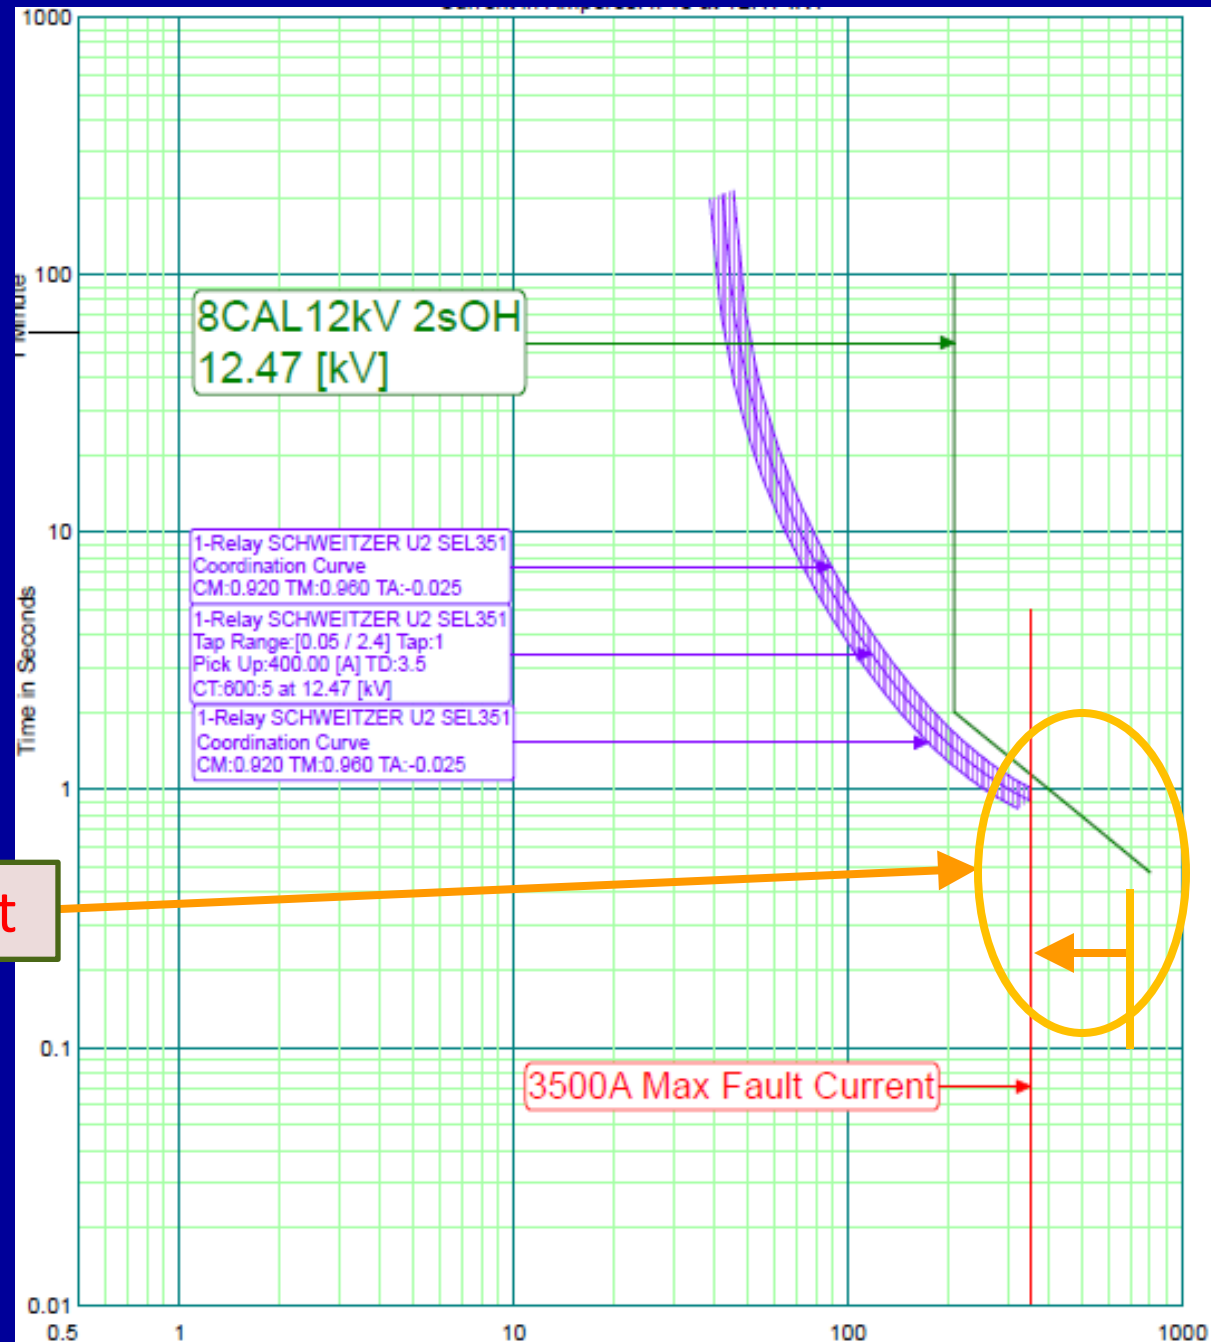 1000
100
10
1
0.1
0.01
Minute
Time in Seconds
8CAL12kV 2sOH
12.47 [kV]
1-Relay SCHWEITZER U2 SEL351
Coordination Curve
CM:0.920 TM:0.960 TA:-0.025
1-Relay SCHWEITZER U2 SEL351
Tap Range:[0.05 / 2.4] Tap:1
Pick Up:400.00 [A] TD:3.5
CT:600:5 at 12.47 [kV]
1-Relay SCHWEITZER U2 SEL351
Coordination Curve
CM:0.920 TM:0.960 TA:-0.025
t
3500A Max Fault Current
0.5 1 10 100 1000